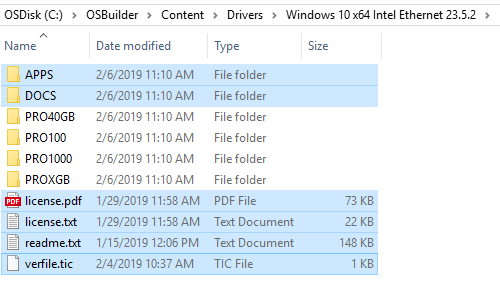 OSDisk (C:) > OSBuilder > Content > Drivers > Windows 10 x64 Intel Ethernet 23.5.2 >
Name Date modified Type Size
APPS 2/6/2019 11:10 AM File folder
DOCS 2/6/2019 11:10 AM File folder
PRO40GB 2/6/2019 11:10 AM File folder
PRO100 2/6/2019 11:10 AM File folder
PRO1000 2/6/2019 11:10 AM File folder
PROXGB 2/6/2019 11:10 AM File folder
PDF license.pdf 1/29/2019 11:58 AM PDF File 73 KB
license.txt 1/29/2019 11:58 AM Text Document 22 KB
readme.txt 1/15/2019 12:06 PM Text Document 148 KB
verfile.tic 2/4/2019 10:37 AM TIC File 1 KB